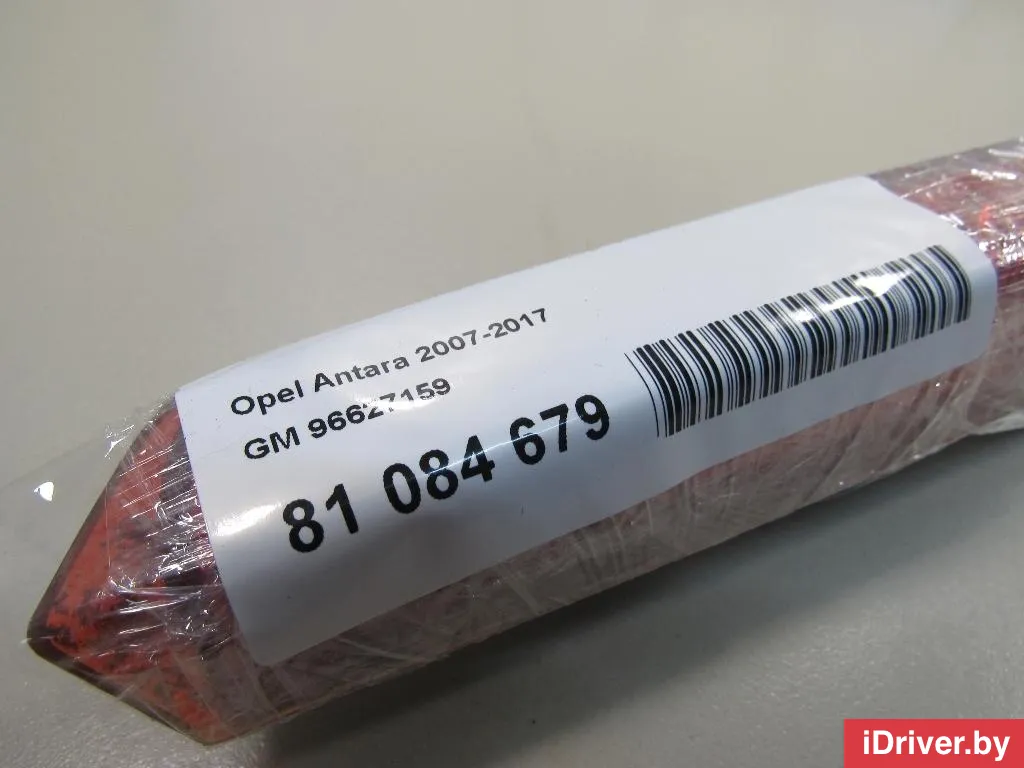 Opel Antara 2007-2017
GM 96627159
81 084 679
iDriver.by